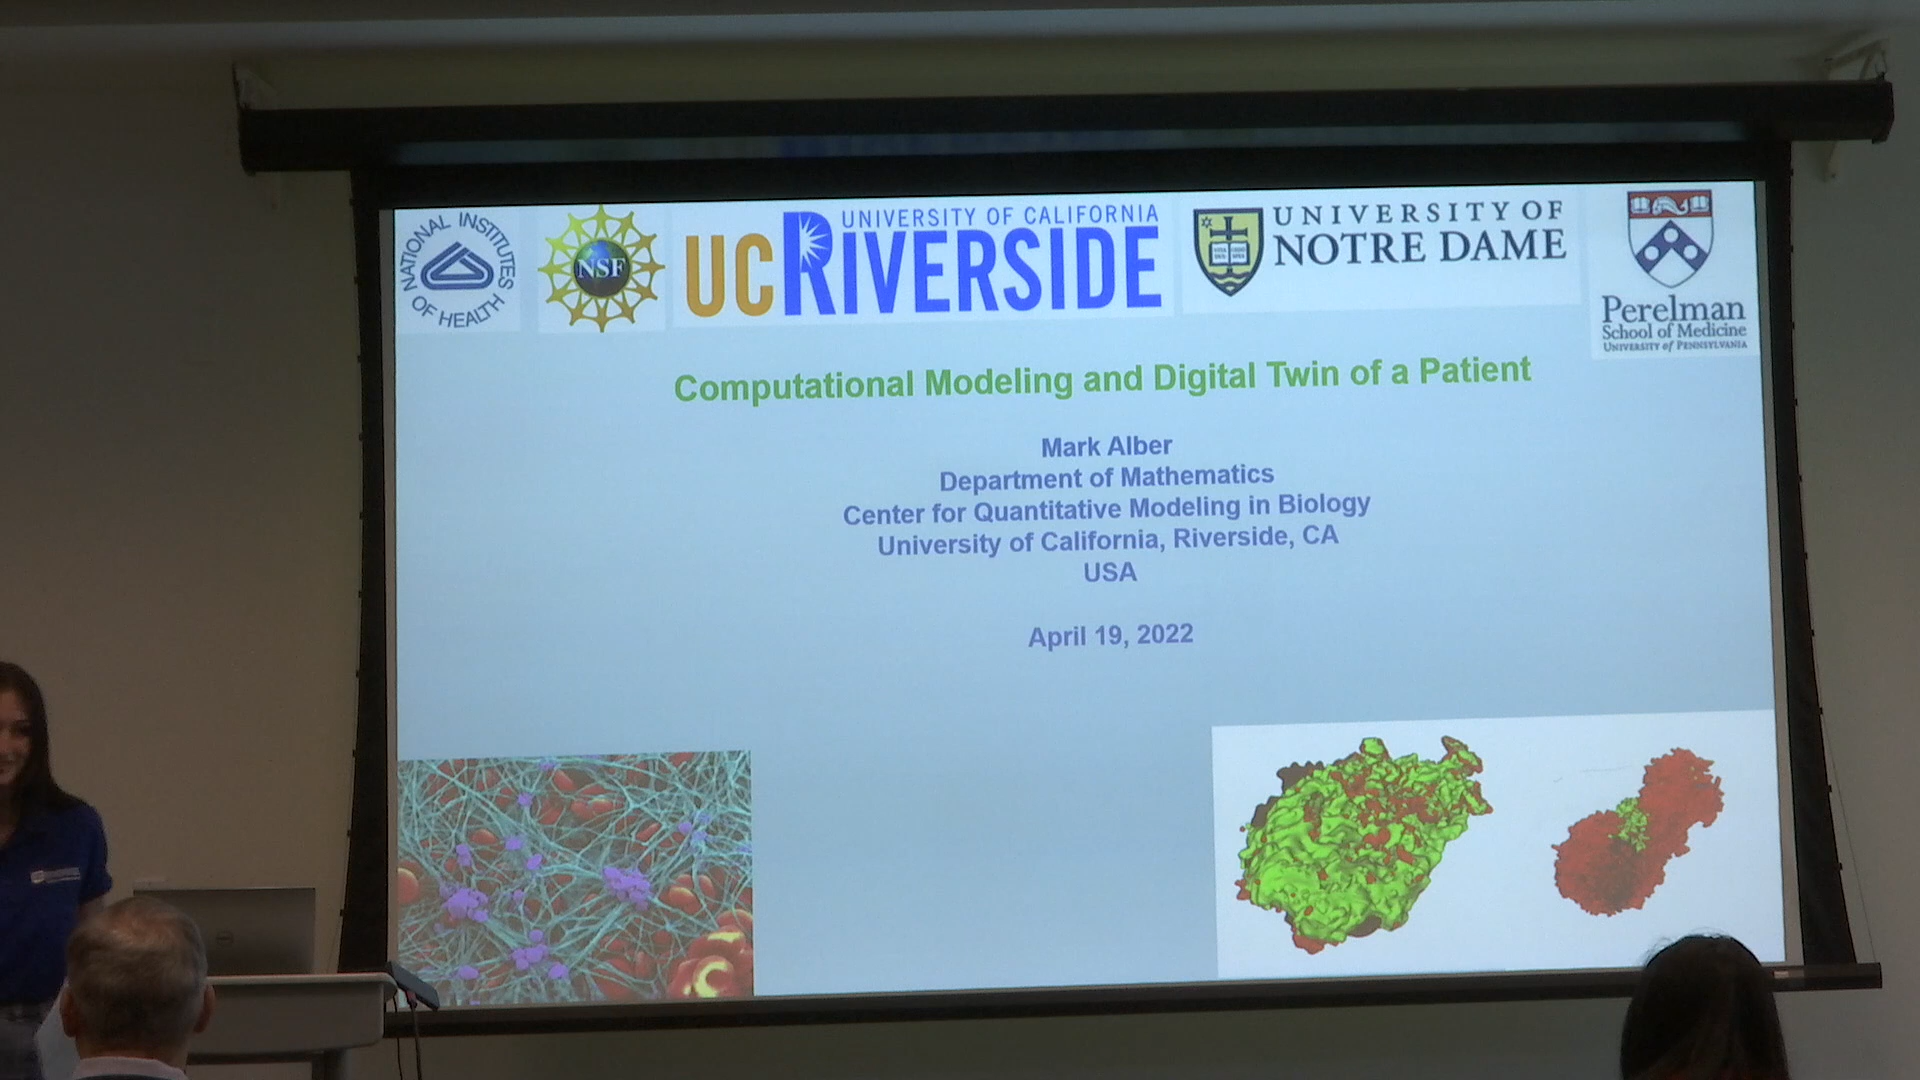 NATIONAL INSTITUTES
OF HEALTH
NSF
UNIVERSITY OF CALIFORNIA
UC RIVERSIDE
UNIVERSITY OF
NOTRE DAME
Perelman
School of Medicine
UNIVERSITY of PENNSYLVANIA
Computational Modeling and Digital Twin of a Patient
Mark Alber
Department of Mathematics
Center for Quantitative Modeling in Biology
University of California, Riverside, CA
USA
April 19, 2022